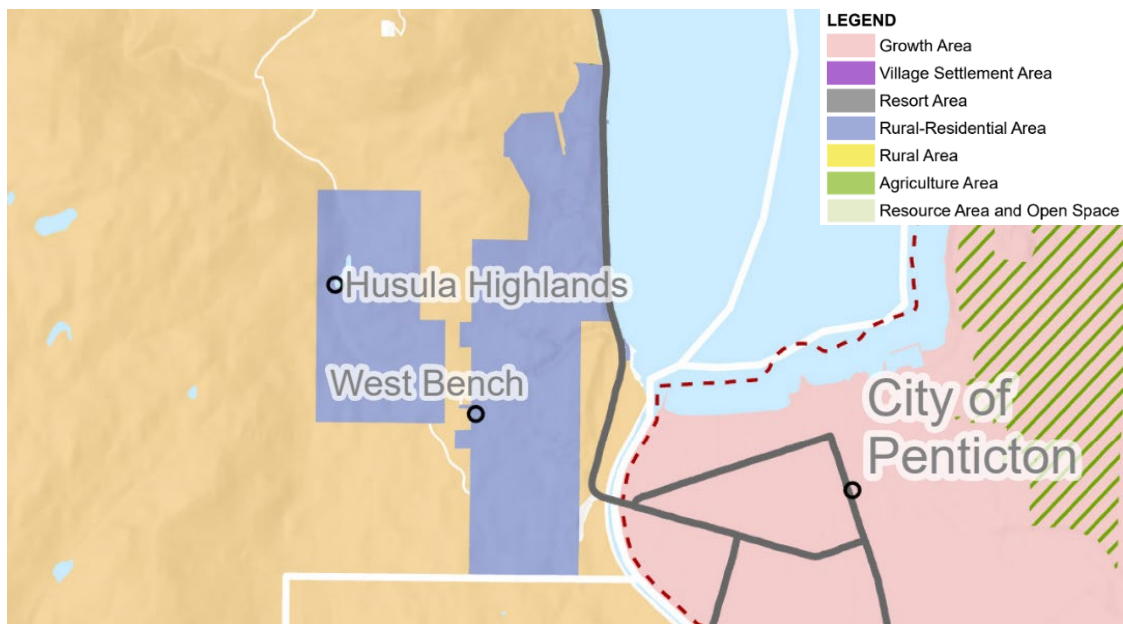 LEGEND
Growth Area
Village Settlement Area
Resort Area
Rural-Residential Area
Rural Area
Agriculture Area
Resource Area and Open Space
Husula Highlands
West Bench
City of
Penticton